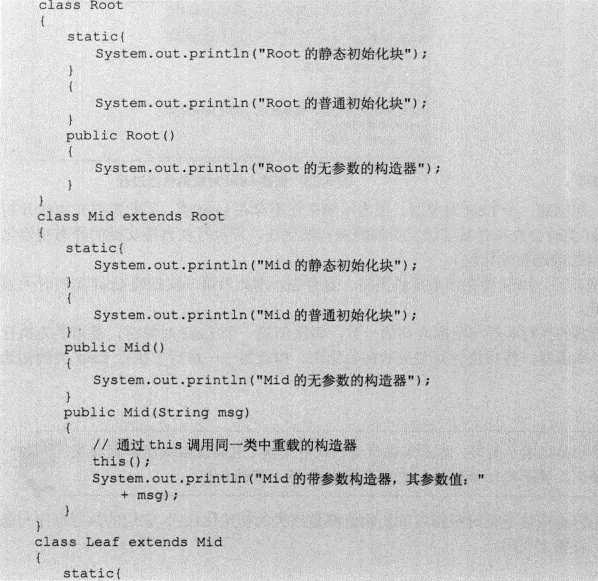 class Root
{
    static{
        System.out.println("Root 的静态初始化块");
    }
    {
        System.out.println("Root 的普通初始化块");
    }
    public Root()
    {
        System.out.println("Root 的无参数的构造器");
    }
}
class Mid extends Root
{
    static{
        System.out.println("Mid 的静态初始化块");
    }
    {
        System.out.println("Mid 的普通初始化块");
    }
    public Mid()
    {
        System.out.println("Mid 的无参数的构造器");
    }
    public Mid(String msg)
    {
        // 通过 this 调用同一类中重载的构造器
        this();
        System.out.println("Mid 的带参数构造器，其参数值："
            + msg);
    }
}
class Leaf extends Mid
{
    static{